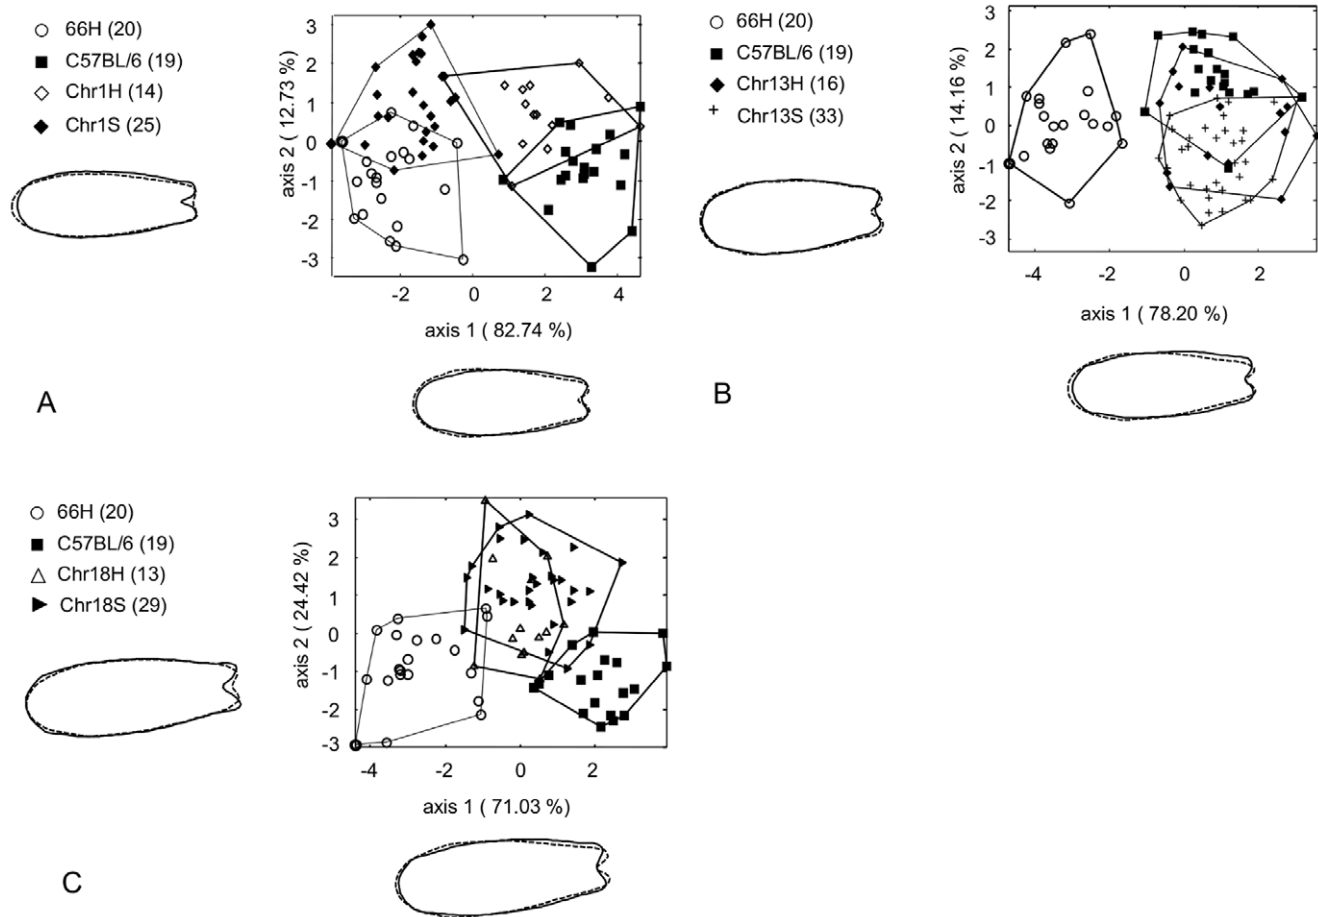 66H (20)
C57BL/6 (19)
Chr1H (14)
Chr1S (25)
axis 2 ( 12.73 %)
3
2
1
0
-1
-2
-3
-2
0
2
4
axis 1 ( 82.74 %)
A
66H (20)
C57BL/6 (19)
Chr13H (16)
Chr13S (33)
axis 2 ( 14.16 %)
3
2
1
0
-1
-2
-3
-4
-2
0
2
axis 1 ( 78.20 %)
B
66H (20)
C57BL/6 (19)
Chr18H (13)
Chr18S (29)
axis 2 ( 24.42 %)
3
2
1
0
-1
-2
-3
-4
-2
0
2
axis 1 ( 71.03 %)
C